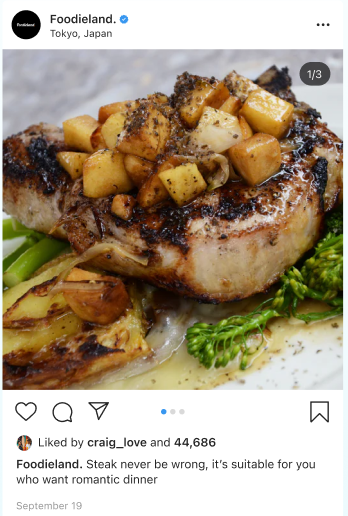 Foodieland.
Foodieland.
Tokyo, Japan
1/3
Liked by craig_love and 44,686
Foodieland. Steak never be wrong, it's suitable for you
who want romantic dinner
September 19